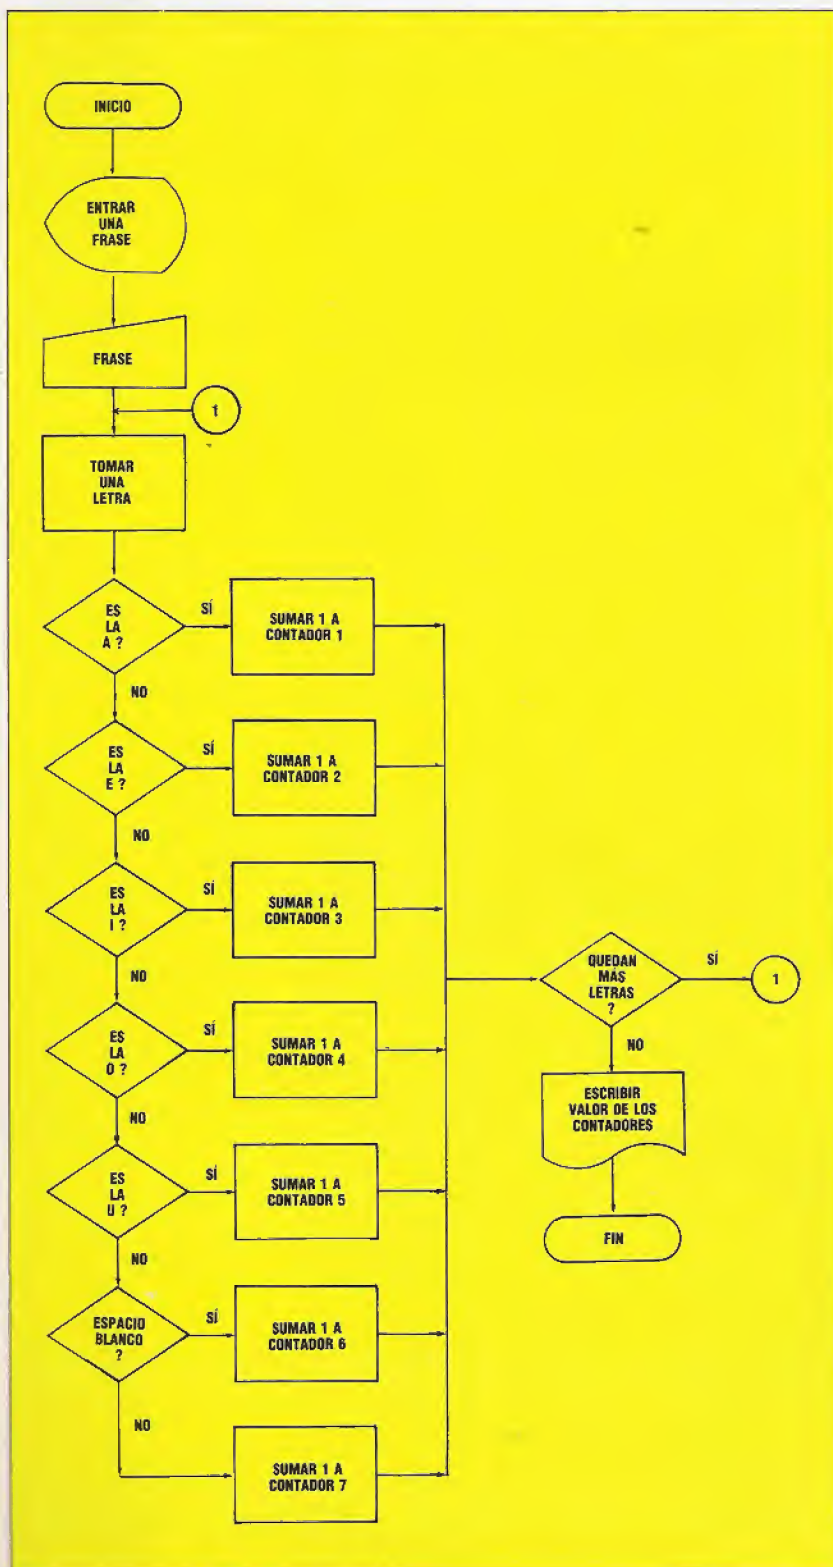 INICIO
ENTRAR
UNA
FRASE
FRASE
1
TOMAR
UNA
LETRA
ES
LA
A ?
SÍ
SUMAR 1 A
CONTADOR 1
NO
ES
LA
E ?
SÍ
SUMAR 1 A
CONTADOR 2
NO
ES
LA
I ?
SÍ
SUMAR 1 A
CONTADOR 3
NO
ES
LA
O ?
SÍ
SUMAR 1 A
CONTADOR 4
NO
ES
LA
U ?
SÍ
SUMAR 1 A
CONTADOR 5
NO
ESPACIO
BLANCO
?
SÍ
SUMAR 1 A
CONTADOR 6
NO
SUMAR 1 A
CONTADOR 7
QUEDAN
MÁS
LETRAS
?
SÍ
1
NO
ESCRIBIR
VALOR DE LOS
CONTADORES
FIN